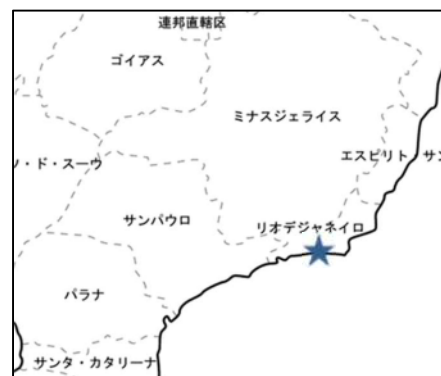 連邦直轄区
ゴイアス
ミナスジェライス
エスピリト・サン
ソ・ド・スーウ
サンパウロ
リオデジャネイロ
パラナ
サンタ・カタリーナ